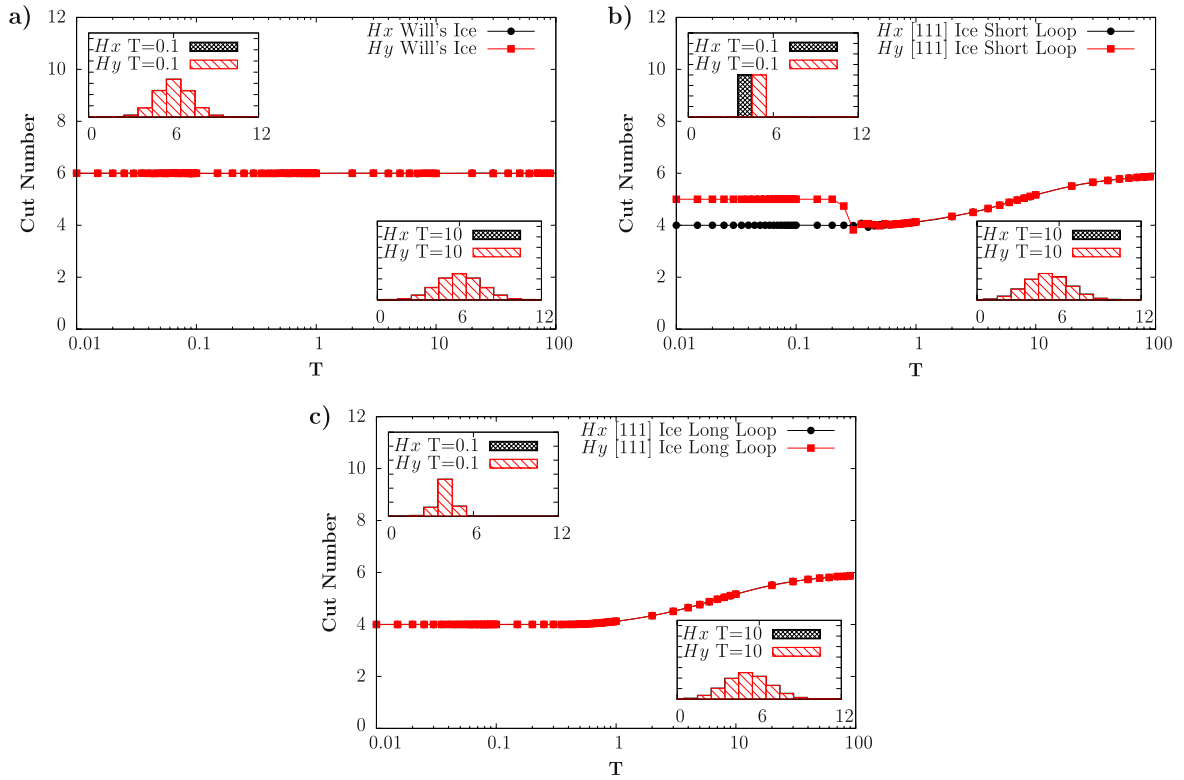 a)
12
10
8
6
4
2
0
Cut Number
0.01 0.1 1 10 100
T
Hx Will's Ice
Hy Will's Ice
Hx T=0.1
Hy T=0.1
0 6 12
Hx T=10
Hy T=10
0 6 12
b)
12
10
8
6
4
2
0
Cut Number
0.01 0.1 1 10 100
T
Hx [111] Ice Short Loop
Hy [111] Ice Short Loop
Hx T=0.1
Hy T=0.1
0 6 12
Hx T=10
Hy T=10
0 6 12
c)
12
10
8
6
4
2
0
Cut Number
0.01 0.1 1 10 100
T
Hx [111] Ice Long Loop
Hy [111] Ice Long Loop
Hx T=0.1
Hy T=0.1
0 6 12
Hx T=10
Hy T=10
0 6 12